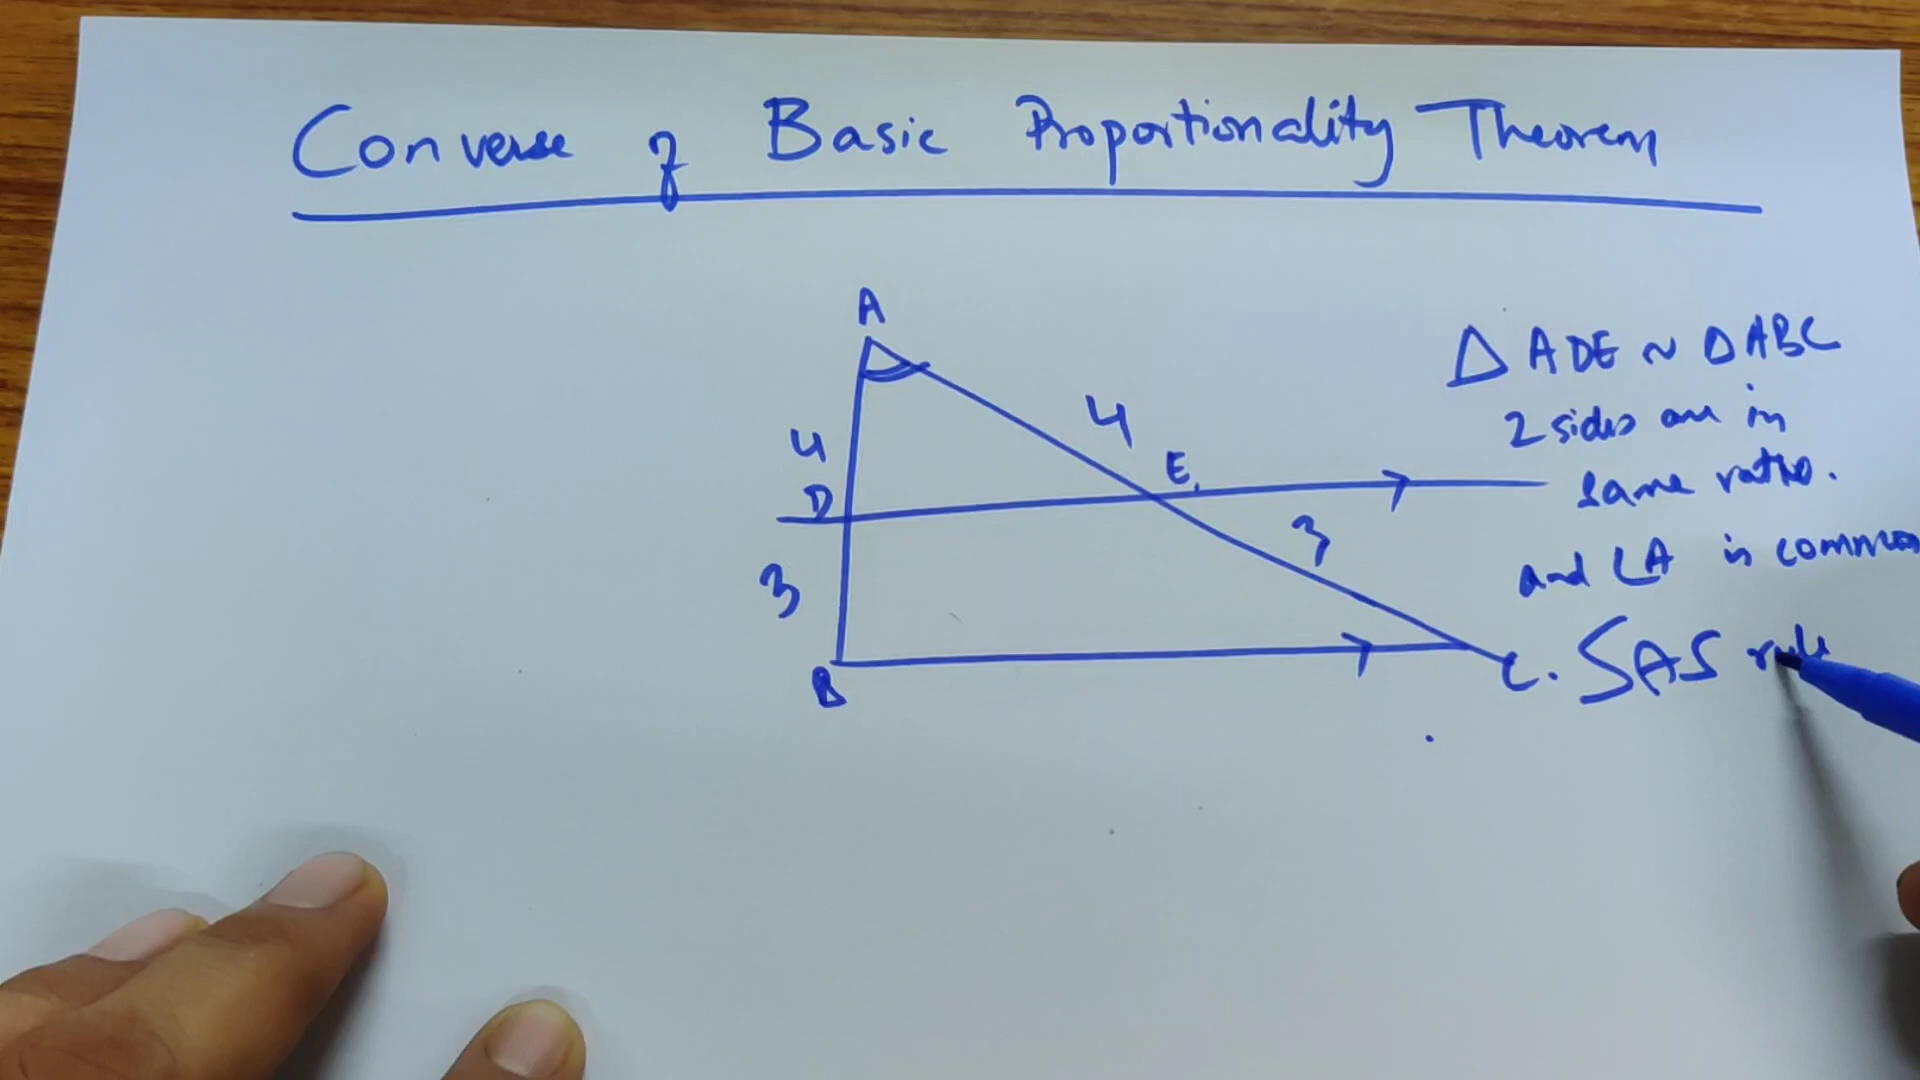 Converse of Basic Proportionality Theorem
A
△ ADE ~ △ ABC
4
2 sides are in
4
E
same ratio.
D
3
and ∠A is common
3
SAS rule
B
C.